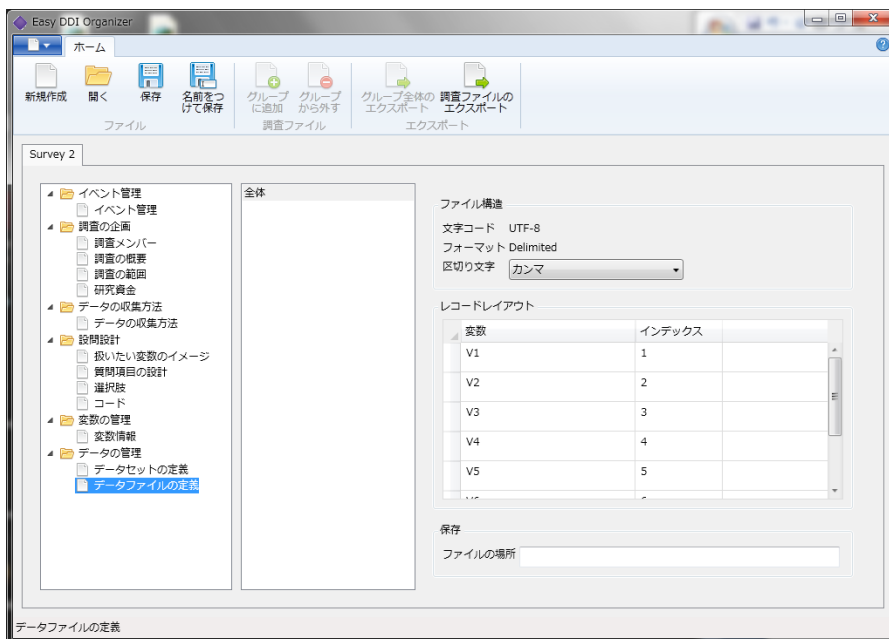 Easy DDI Organizer
ホーム
新規作成
開く
保存
名前をつ
けて保存
グループ
に追加
グループ
から外す
グループ全体の
エクスポート
調査ファイルの
エクスポート
ファイル
調査ファイル
エクスポート
Survey 2
イベント管理
イベント管理
調査の企画
調査メンバー
調査の概要
調査の範囲
研究資金
データの収集方法
データの収集方法
設問設計
扱いたい変数のイメージ
質問項目の設計
選択肢
コード
変数の管理
変数情報
データの管理
データセットの定義
データファイルの定義
全体
ファイル構造
文字コード UTF-8
フォーマット Delimited
区切り文字 カンマ
レコードレイアウト
変数 インデックス
V1 1
V2 2
V3 3
V4 4
V5 5
保存
ファイルの場所
データファイルの定義